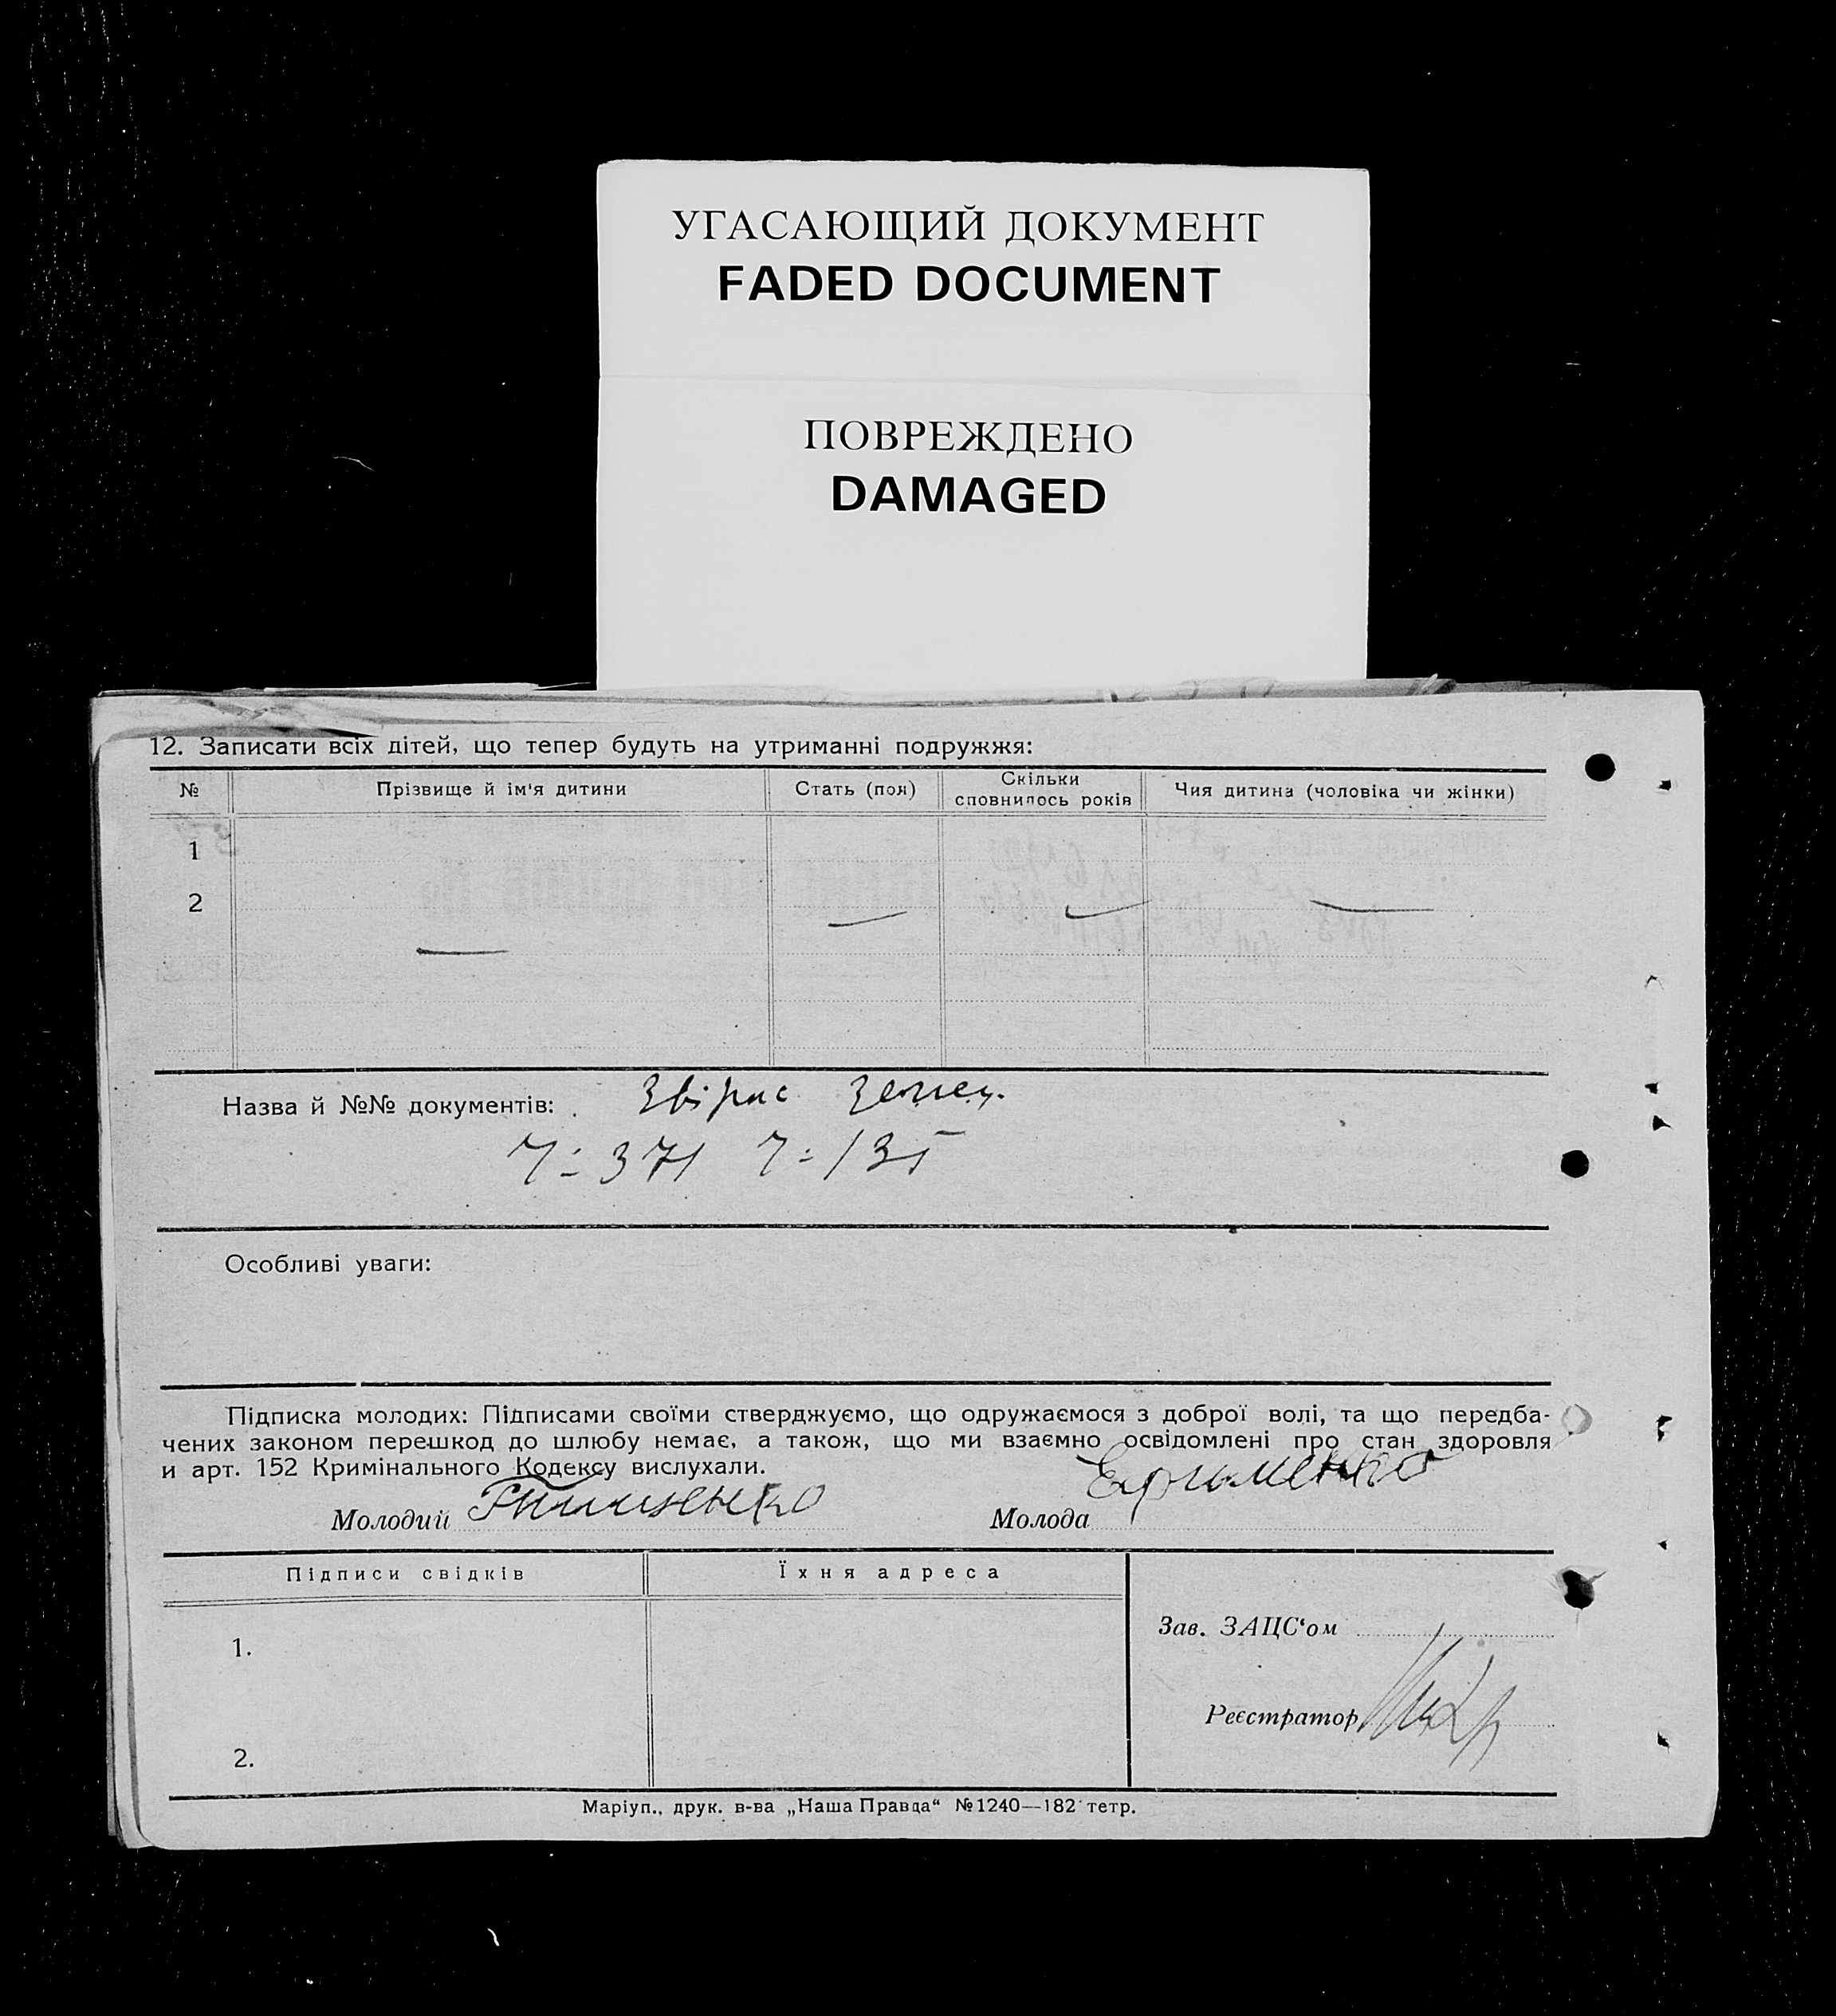 УГАСАЮЩИЙ ДОКУМЕНТ
FADED DOCUMENT
ПОВРЕЖДЕНО
DAMAGED
12. Записати всіх дітей, що тепер будуть на утриманні подружжя:
№ Прізвище й ім'я дитини Стать (пол) Скільки сповнилось років Чия дитина (чоловіка чи жінки)
1
2
Назва й №№ документів:
371 135
Особливі уваги:
Підписка молодих: Підписами своїми стверджуємо, що одружаємося з доброї волі, та що передба-
чених законом перешкод до шлюбу немає, а також, що ми взаємно освідомлені про стан здоровля
и арт. 152 Кримінального Кодексу вислухали.
Молодий Молода Ефименко
Підписи свідків Їхня адреса
Зав. ЗАЦС'ом
1.
Реєстратор
2.
Маріуп., друк. в-ва „Наша Правда“ №1240—182 тетр.